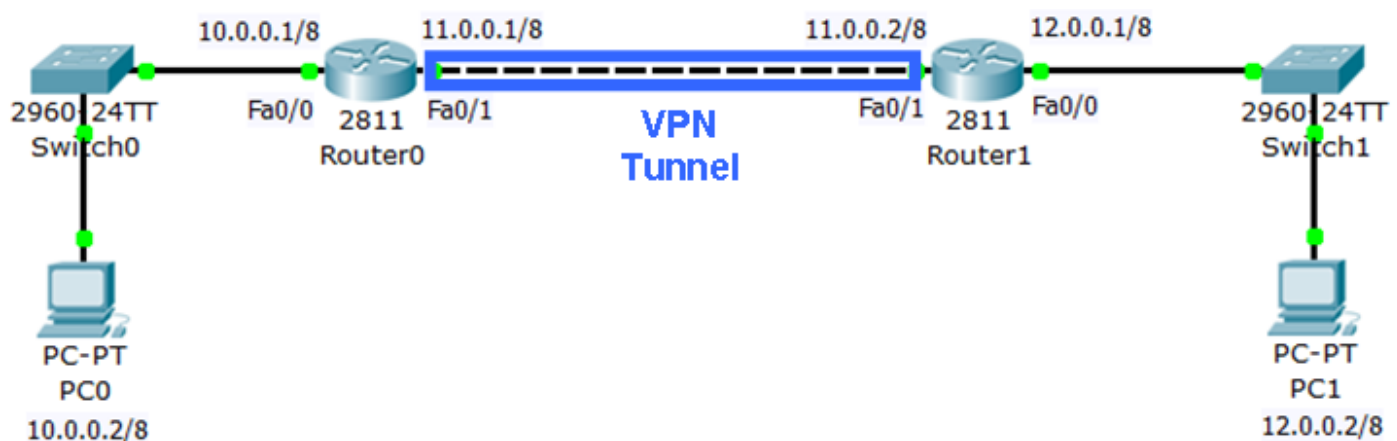 10.0.0.1/8
11.0.0.1/8
11.0.0.2/8
12.0.0.1/8
Fa0/0
Fa0/1
Fa0/1
Fa0/0
2960-24TT
Switch0
2811
Router0
VPN
Tunnel
2811
Router1
2960-24TT
Switch1
PC-PT
PC0
10.0.0.2/8
PC-PT
PC1
12.0.0.2/8